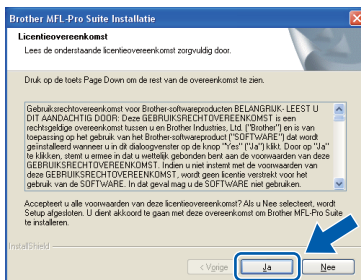 Brother MFL-Pro Suite Installatie
Licentieovereenkomst
Lees de onderstaande licentieovereenkomst zorgvuldig door.
Druk op de toets Page Down om de rest van de overeenkomst te zien.
Gebruiksrechtovereenkomst voor Brother-softwareproducten BELANGRIJK- LEEST U
DIT AANDACHTIG DOOR: Deze GEBRUIKSRECHTOVEREENKOMST is een
rechtsgeldige overeenkomst tussen u en Brother Industries, Ltd. ("Brother") en is van
toepassing op het gebruik van het Brother product ("SOFTWARE") dat wordt
geïnstalleerd wanneer u in dit dialoogvenster op de knop "Yes" ("Ja") klikt. Door op "Ja"
te klikken, stemt u ermee in dat u wettelijk gebonden bent aan de voorwaarden van deze
GEBRUIKSRECHTOVEREENKOMST. Indien u niet instemt met de voorwaarden van
deze GEBRUIKSRECHTOVEREENKOMST, wordt geen licentie verstrekt voor het
gebruik van de SOFTWARE. In dat geval mag u de SOFTWARE niet gebruiken.
Accepteert u alle voorwaarden van deze licentieovereenkomst? Als u Nee selecteert, wordt
Setup afgesloten. U dient akkoord te gaan met deze overeenkomst om Brother MFL-Pro Suite
te installeren.
InstallShield
< Vorige Ja Nee